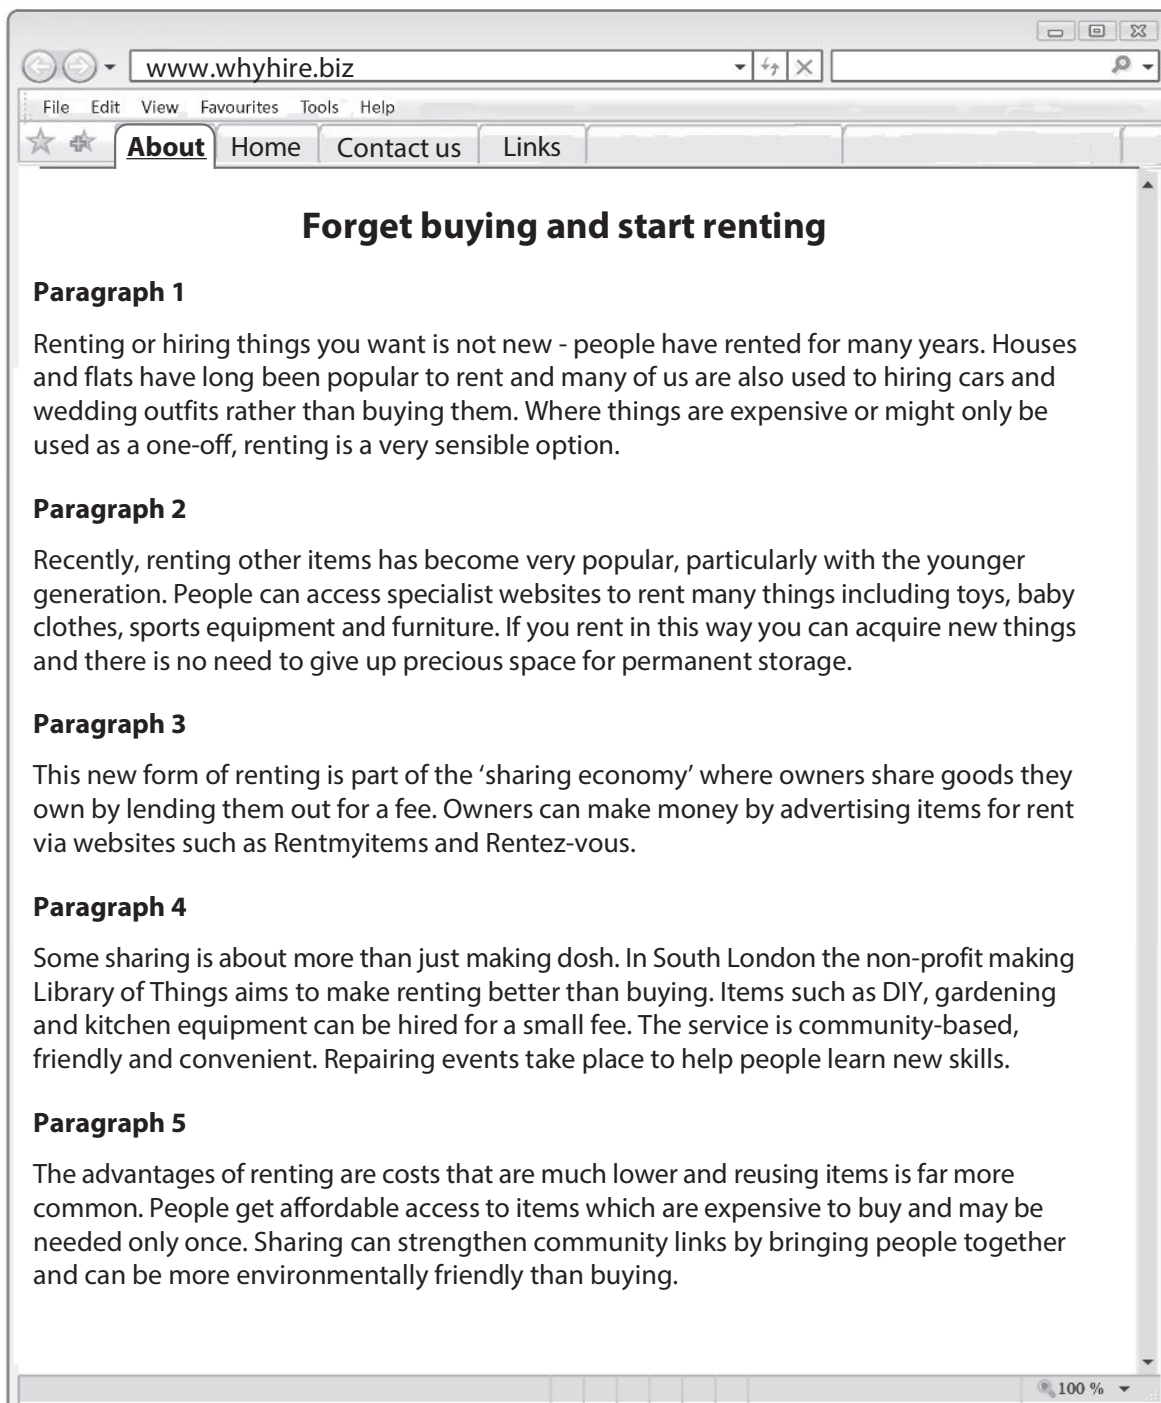 www.whyhire.biz
File Edit View Favourites Tools Help
About Home Contact us Links
Forget buying and start renting
Paragraph 1
Renting or hiring things you want is not new - people have rented for many years. Houses
and flats have long been popular to rent and many of us are also used to hiring cars and
wedding outfits rather than buying them. Where things are expensive or might only be
used as a one-off, renting is a very sensible option.
Paragraph 2
Recently, renting other items has become very popular, particularly with the younger
generation. People can access specialist websites to rent many things including toys, baby
clothes, sports equipment and furniture. If you rent in this way you can acquire new things
and there is no need to give up precious space for permanent storage.
Paragraph 3
This new form of renting is part of the ‘sharing economy’ where owners share goods they
own by lending them out for a fee. Owners can make money by advertising items for rent
via websites such as Rentmyitems and Rentez-vous.
Paragraph 4
Some sharing is about more than just making dosh. In South London the non-profit making
Library of Things aims to make renting better than buying. Items such as DIY, gardening
and kitchen equipment can be hired for a small fee. The service is community-based,
friendly and convenient. Repairing events take place to help people learn new skills.
Paragraph 5
The advantages of renting are costs that are much lower and reusing items is far more
common. People get affordable access to items which are expensive to buy and may be
needed only once. Sharing can strengthen community links by bringing people together
and can be more environmentally friendly than buying.
100 %